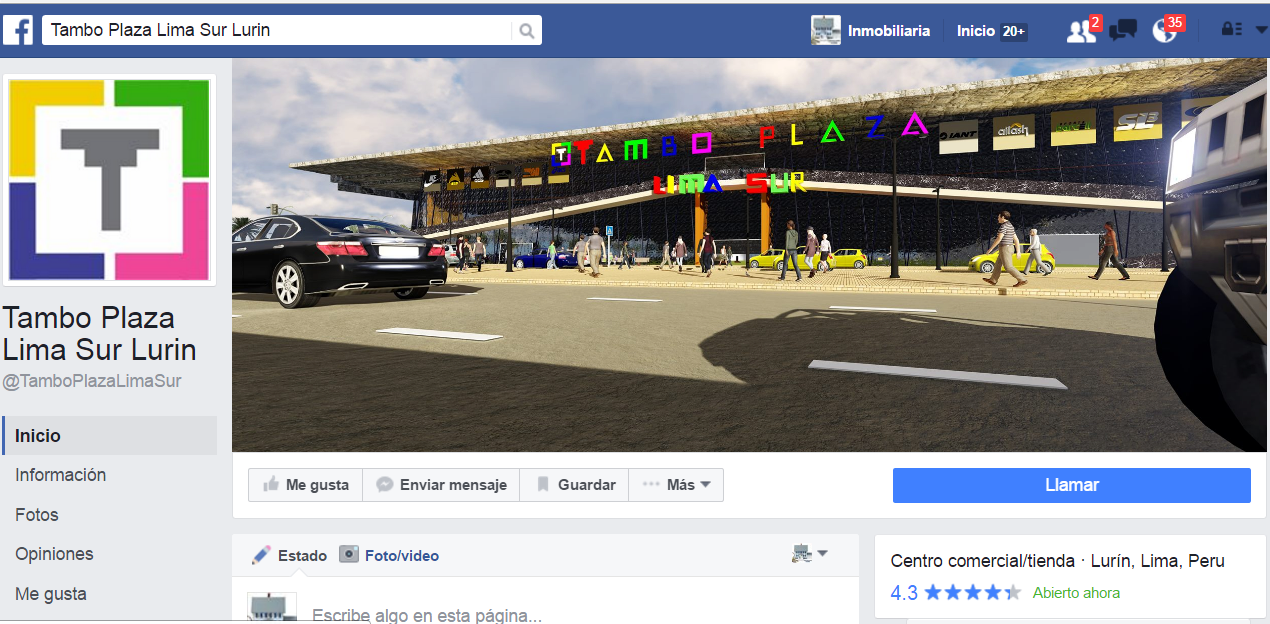 Tambo Plaza Lima Sur Lurin
Inmobiliaria
Inicio 20+
2
35
T
TAMBO PLAZA
LIMA SUR
allash
Tambo Plaza
Lima Sur Lurin
@TamboPlazaLimaSur
Inicio
Información
Fotos
Opiniones
Me gusta
Me gusta
Enviar mensaje
Guardar
Más
Llamar
Estado
Foto/video
Escribe algo en esta página...
Centro comercial/tienda · Lurín, Lima, Peru
4.3
Abierto ahora